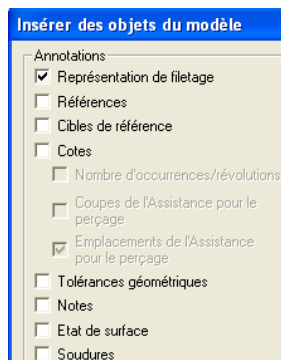 Insérer des objets du modèle
Annotations
Représentation de filetage
Références
Cibles de référence
Cotes
Nombre d'occurrences/révolutions
Coupes de l'Assistance pour le
perçage
Emplacements de l'Assistance
pour le perçage
Tolérances géométriques
Notes
Etat de surface
Soudures